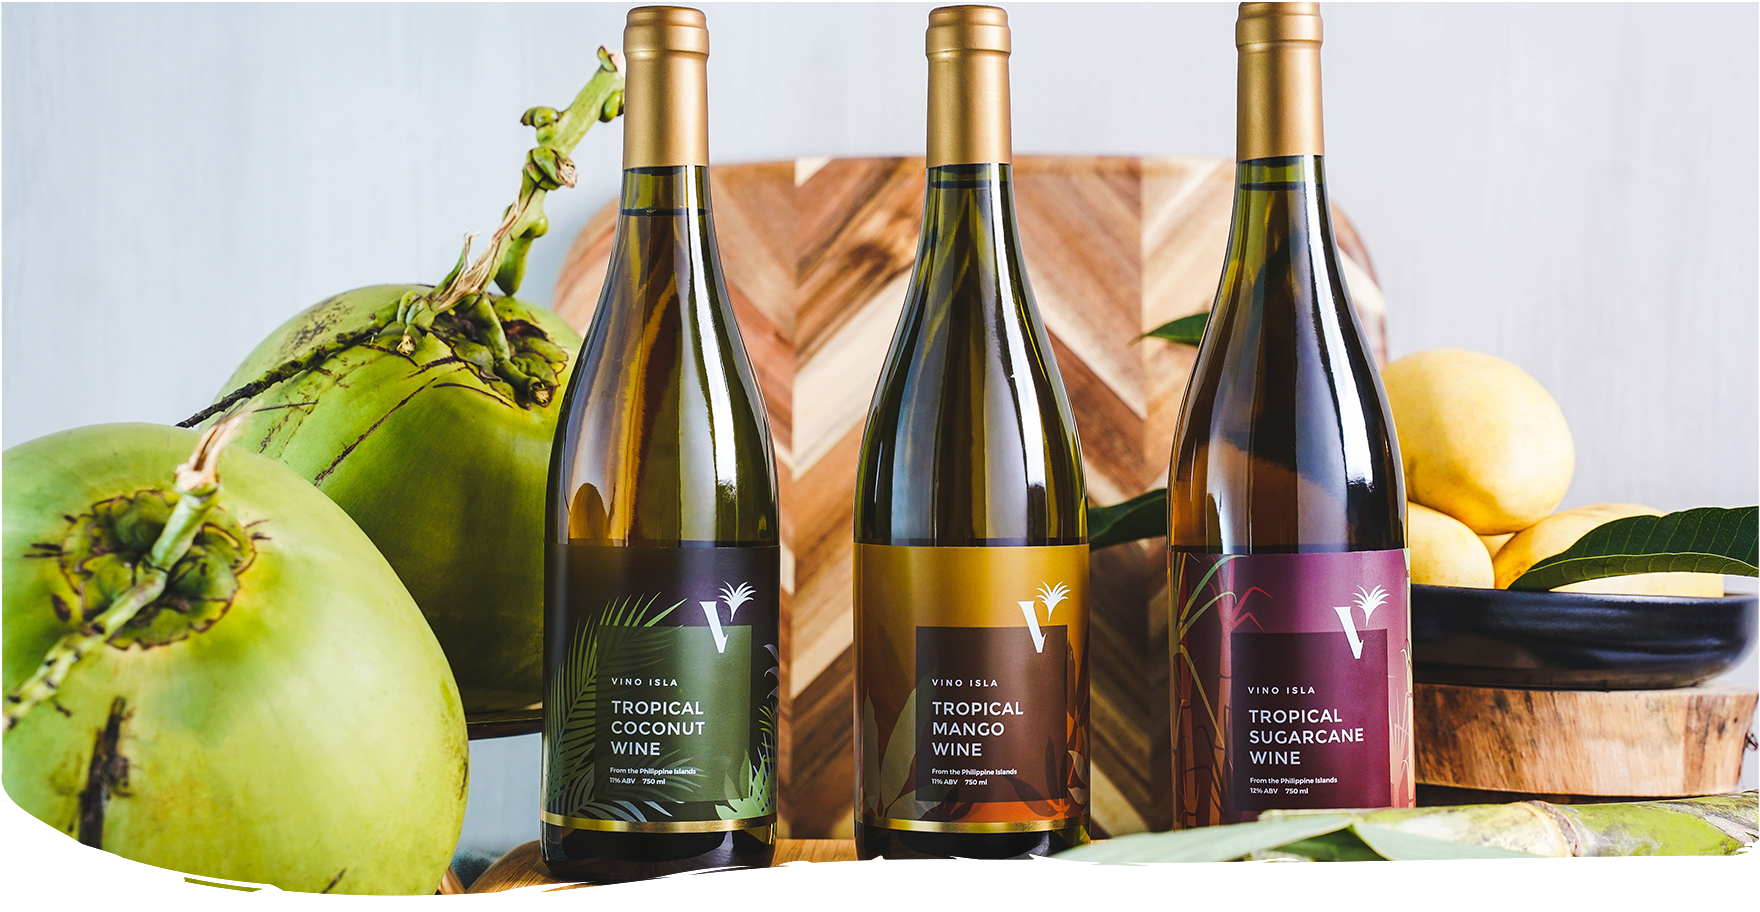 VINO ISLA
TROPICAL
COCONUT
WINE
From the Philippine Islands
11% ABV 750 ml
VINO ISLA
TROPICAL
MANGO
WINE
From the Philippine Islands
11% ABV 750 ml
VINO ISLA
TROPICAL
SUGARCANE
WINE
From the Philippine Islands
12% ABV 750 ml